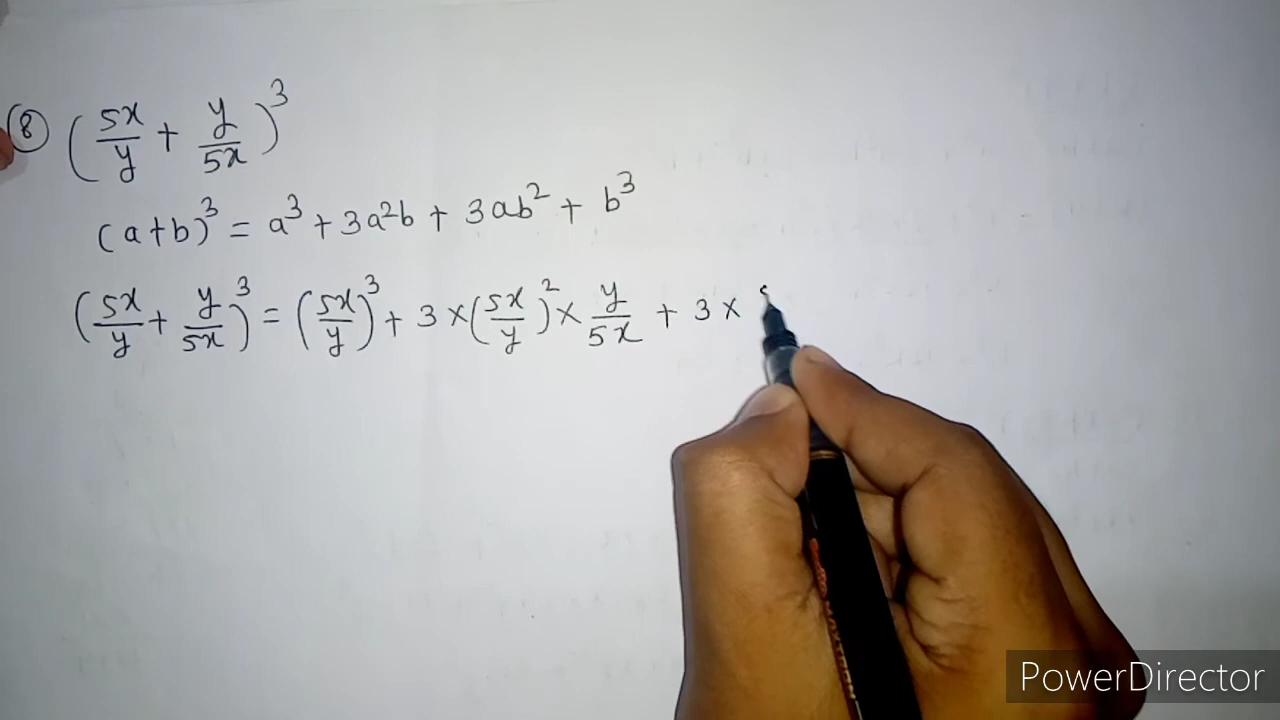 ⑧ (5x/y + y/5x)³
(a+b)³ = a³ + 3a²b + 3ab² + b³
(5x/y + y/5x)³ = (5x/y)³ + 3 × (5x/y)² × y/5x + 3 ×
PowerDirector